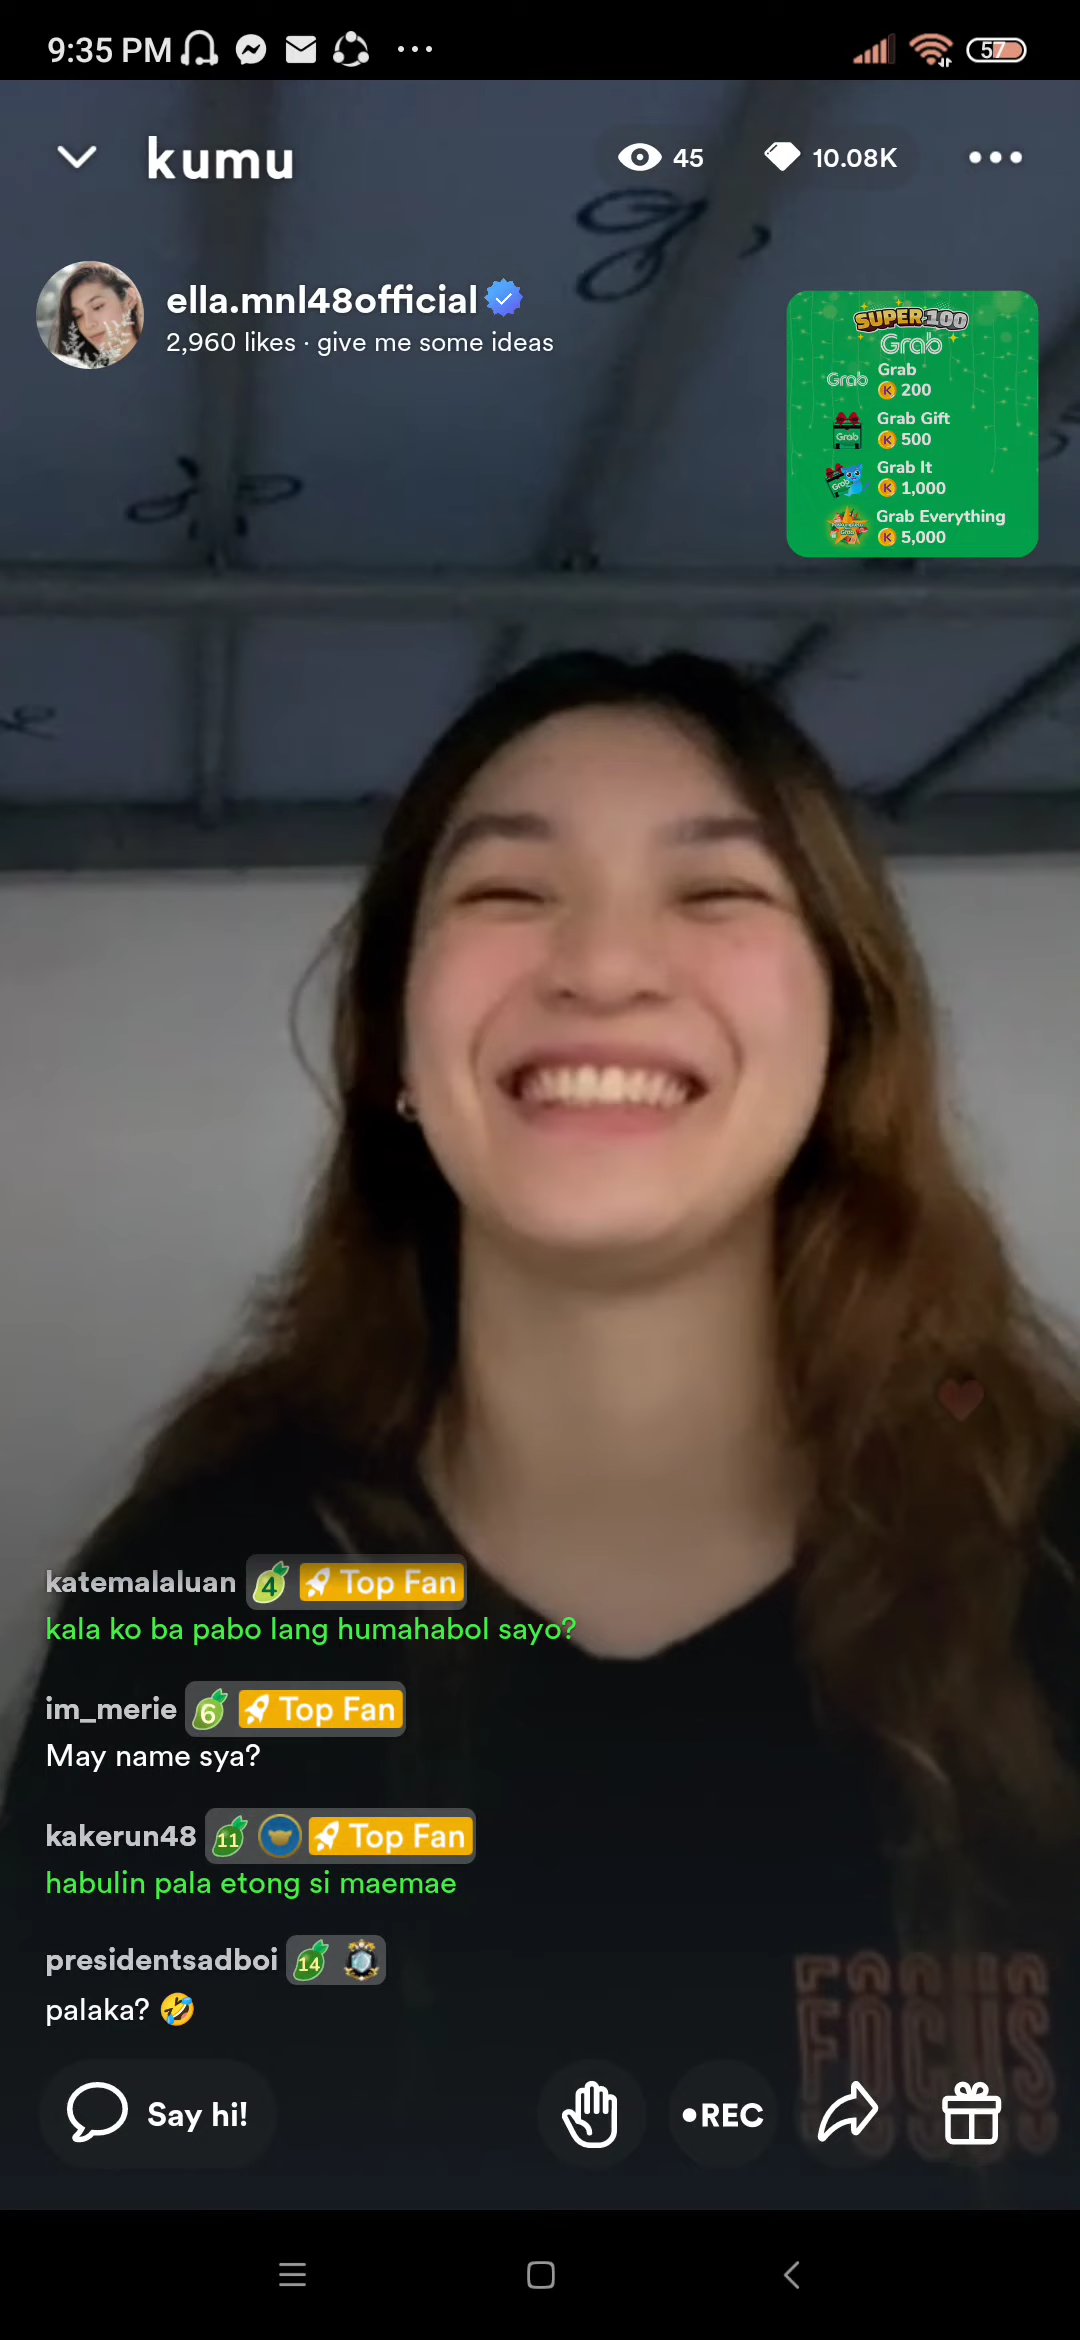 9:35 PM
57
kumu
45
10.08K
ella.mnl48official
2,960 likes · give me some ideas
SUPER 100
Grab
Grab
Grab
200
Grab Gift
Grab
500
Grab It
Grab
1,000
Grab Everything
5,000
katemalaluan 4 Top Fan
kala ko ba pabo lang humahabol sayo?
im_merie 6 Top Fan
May name sya?
kakerun48 11 Top Fan
habulin pala etong si maemae
presidentsadboi 14
palaka? 🤣
FOCUS
FOCUS
Say hi!
•REC